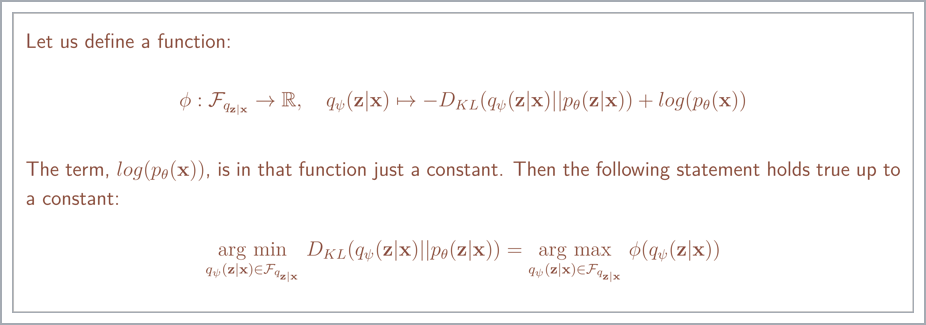 Let us define a function:
$\phi : \mathcal{F}_{q_{\mathbf{z}|\mathbf{x}}} \to \mathbb{R}, \quad q_\psi(\mathbf{z}|\mathbf{x}) \mapsto -D_{KL}(q_\psi(\mathbf{z}|\mathbf{x})||p_\theta(\mathbf{z}|\mathbf{x})) + log(p_\theta(\mathbf{x}))$
The term, $log(p_\theta(\mathbf{x}))$, is in that function just a constant. Then the following statement holds true up to
a constant:
$\underset{q_\psi(\mathbf{z}|\mathbf{x}) \in \mathcal{F}_{q_{\mathbf{z}|\mathbf{x}}}}{\arg\min} \; D_{KL}(q_\psi(\mathbf{z}|\mathbf{x})||p_\theta(\mathbf{z}|\mathbf{x})) = \underset{q_\psi(\mathbf{z}|\mathbf{x}) \in \mathcal{F}_{q_{\mathbf{z}|\mathbf{x}}}}{\arg\max} \; \phi(q_\psi(\mathbf{z}|\mathbf{x}))$